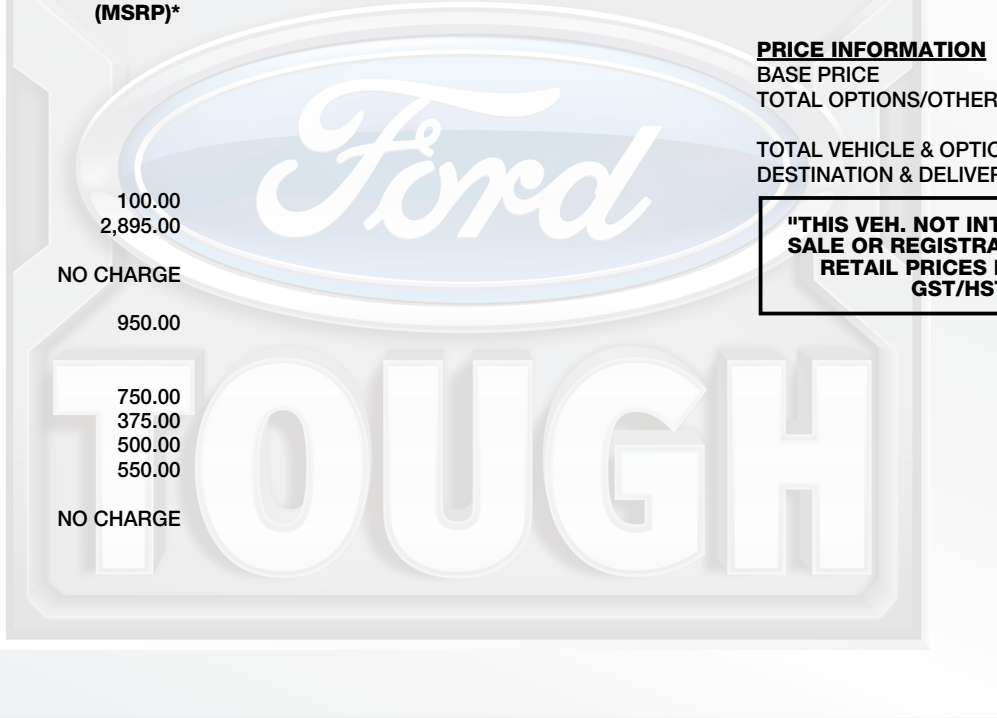 (MSRP)*
100.00
2,895.00
NO CHARGE
950.00
750.00
375.00
500.00
550.00
NO CHARGE
PRICE INFORMATION
BASE PRICE
TOTAL OPTIONS/OTHER
TOTAL VEHICLE & OPTIO
DESTINATION & DELIVER
"THIS VEH. NOT INT
SALE OR REGISTRA
RETAIL PRICES
GST/HST
Ford
TOUGH